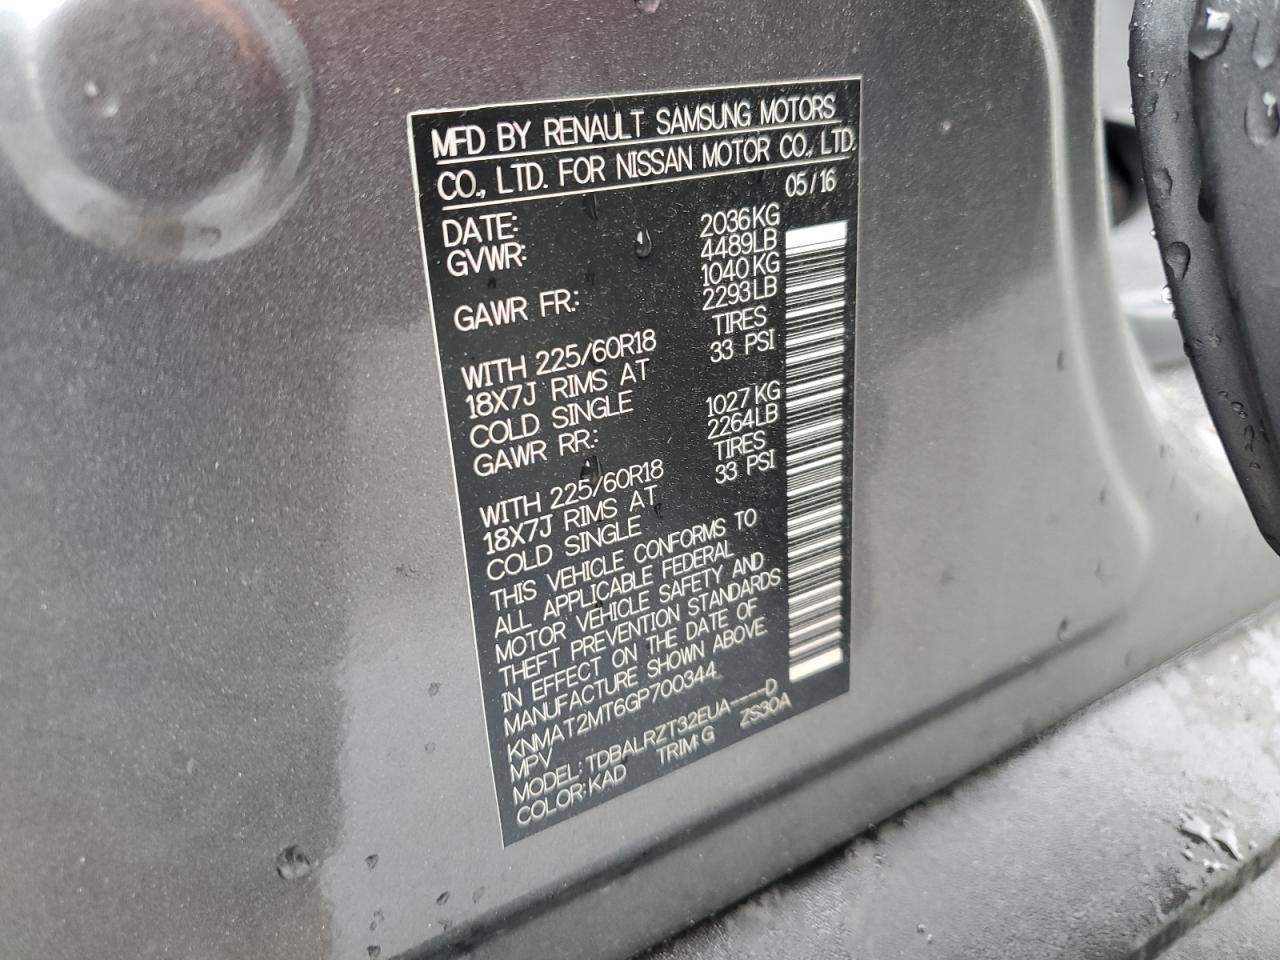 MFD BY RENAULT SAMSUNG MOTORS
CO., LTD. FOR NISSAN MOTOR CO., LTD.
DATE: 05/16
GVWR: 2036KG
4489LB
GAWR FR: 1040KG
2293LB
WITH 225/60R18 TIRES
18X7J RIMS AT 33 PSI
COLD SINGLE
GAWR RR: 1027KG
2264LB
WITH 225/60R18 TIRES
18X7J RIMS AT 33 PSI
COLD SINGLE
THIS VEHICLE CONFORMS TO
ALL APPLICABLE FEDERAL
MOTOR VEHICLE SAFETY AND
THEFT PREVENTION STANDARDS
IN EFFECT ON THE DATE OF
MANUFACTURE SHOWN ABOVE.
KNMAT2MT6GP700344
MPV
MODEL: TDBALRZT32EUA----D
COLOR: KAD TRIM: G ZS30A